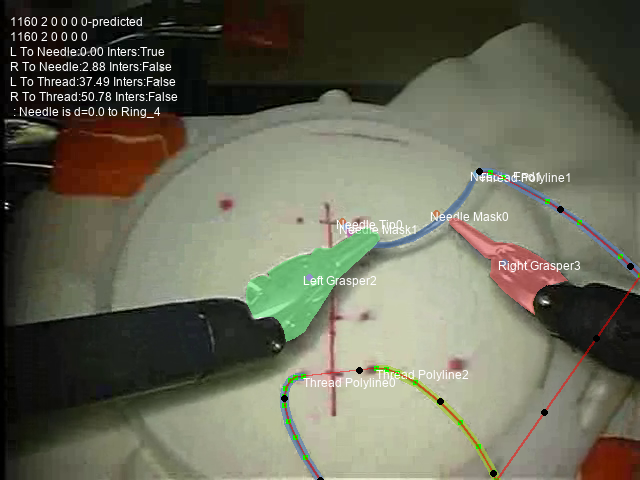 1160 2 0 0 0 0-predicted
1160 2 0 0 0 0
L To Needle:0.00 Inters:True
R To Needle:2.88 Inters:False
L To Thread:37.49 Inters:False
R To Thread:50.78 Inters:False
: Needle is d=0.0 to Ring_4
Thread Polyline1
Needle Mask0
Needle Tip0
Needle Mask1
Right Grasper3
Left Grasper2
Thread Polyline2
Thread Polyline0